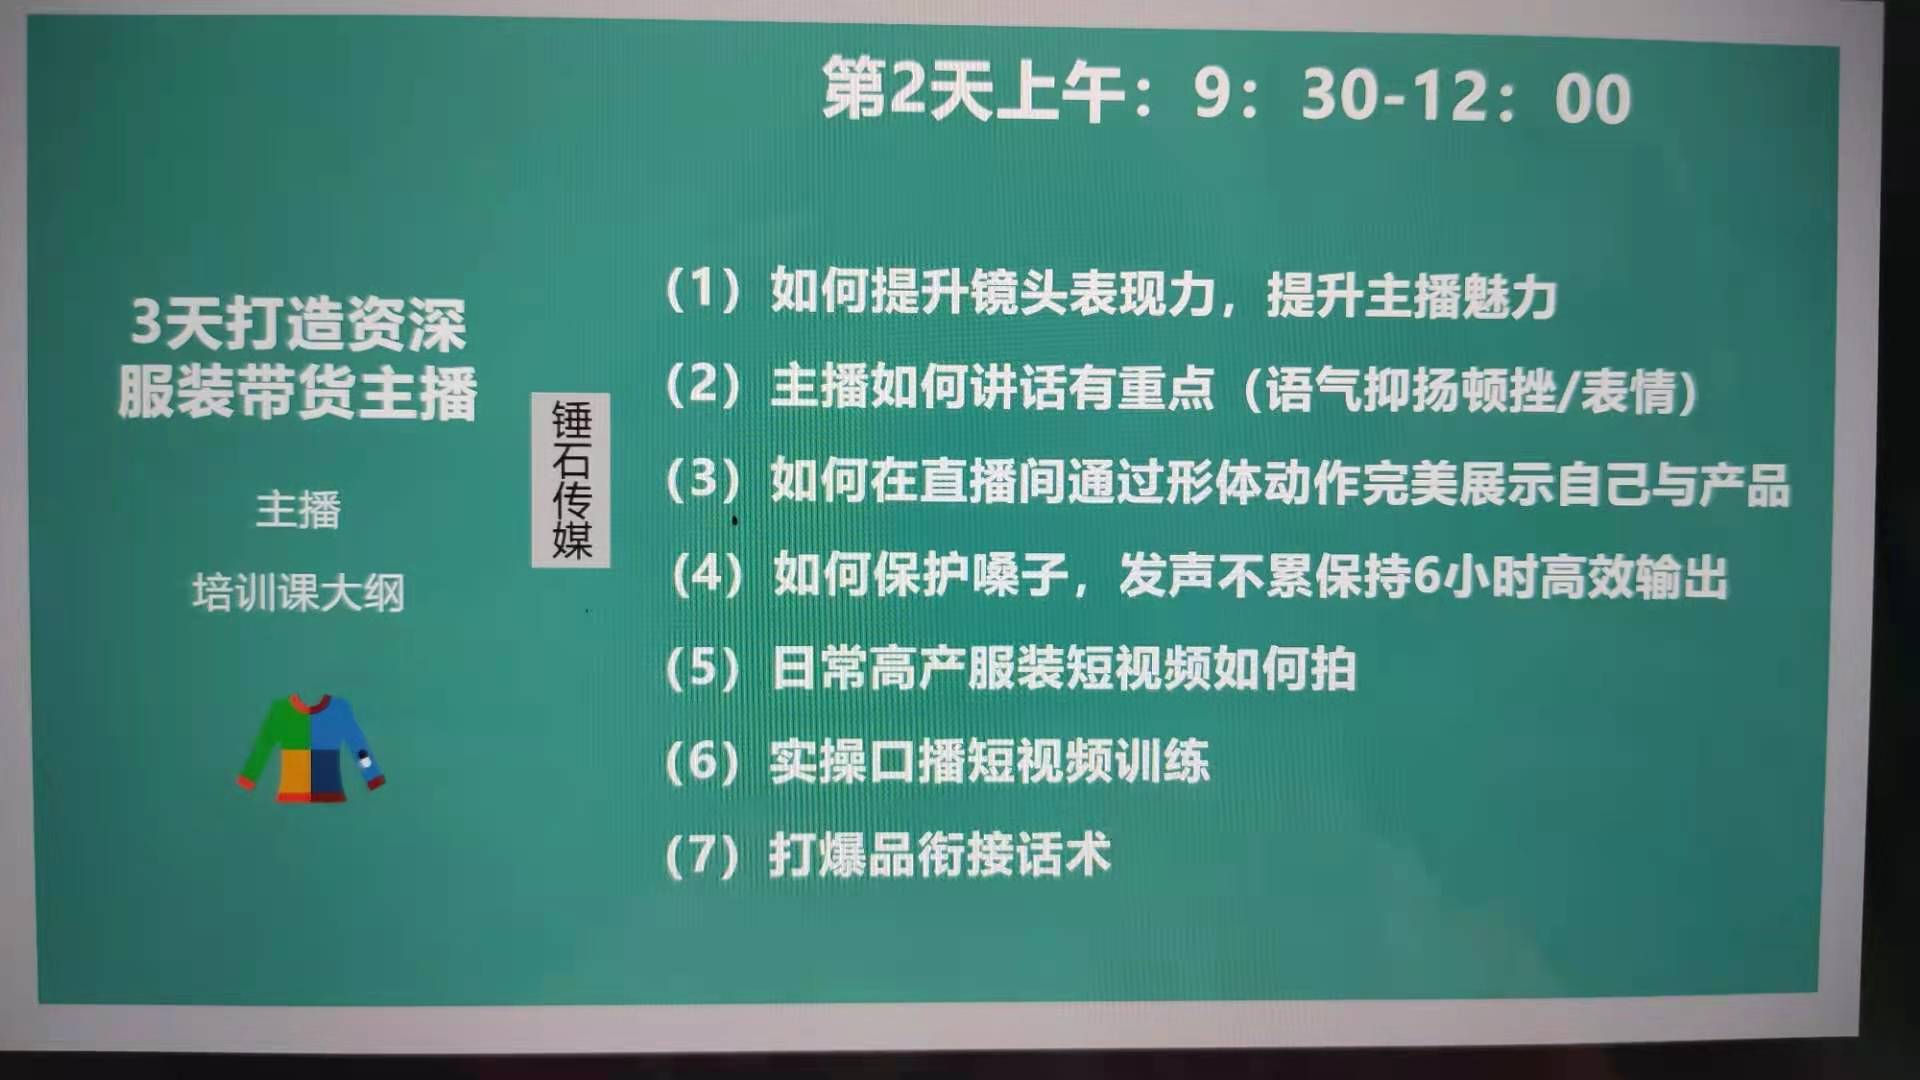 第2天上午：9：30-12：00
3天打造资深
服装带货主播
主播
培训课大纲
锤石传媒
（1）如何提升镜头表现力，提升主播魅力
（2）主播如何讲话有重点（语气抑扬顿挫/表情）
（3）如何在直播间通过形体动作完美展示自己与产品
（4）如何保护嗓子，发声不累保持6小时高效输出
（5）日常高产服装短视频如何拍
（6）实操口播短视频训练
（7）打爆品衔接话术